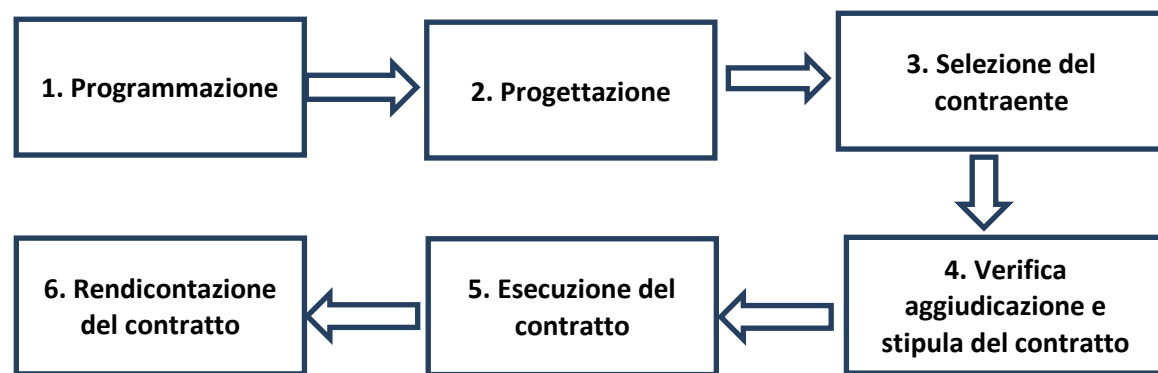 1. Programmazione
2. Progettazione
3. Selezione del
contraente
4. Verifica
aggiudicazione e
stipula del contratto
5. Esecuzione del
contratto
6. Rendicontazione
del contratto